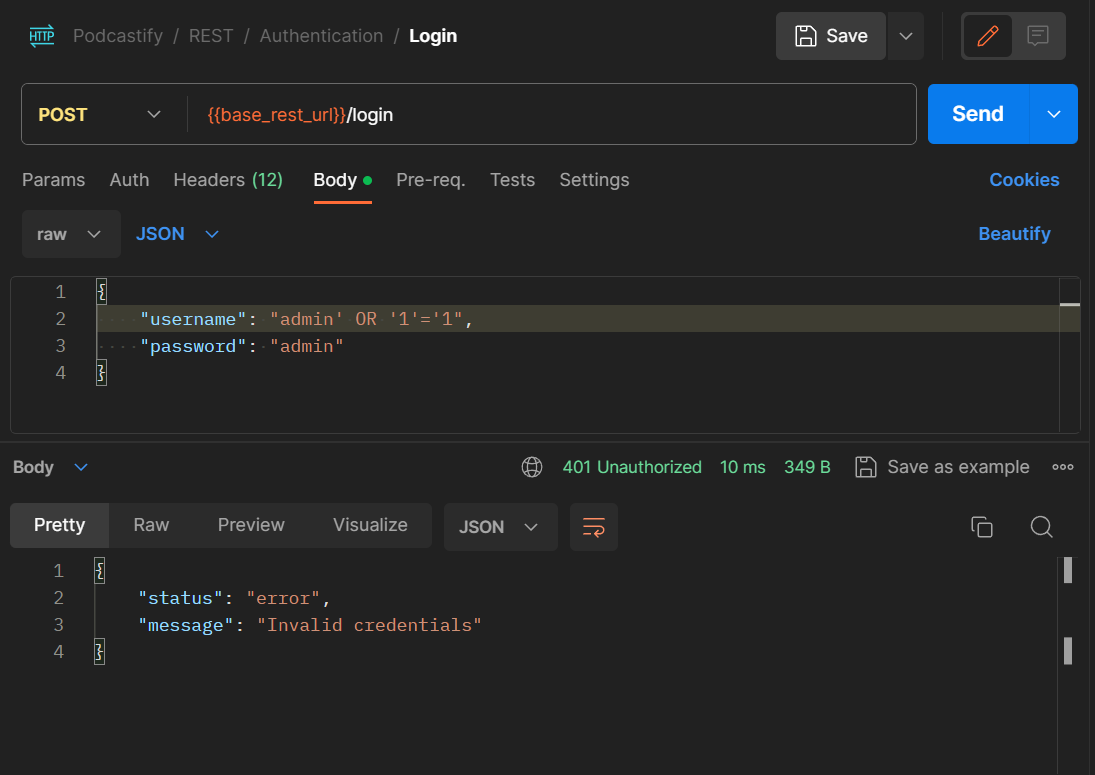 HTTP Podcastify / REST / Authentication / Login Save
POST {{base_rest_url}}/login Send
Params Auth Headers (12) Body Pre-req. Tests Settings Cookies
raw JSON Beautify
1 {
2 "username": "admin' OR '1'='1",
3 "password": "admin"
4 }
Body 401 Unauthorized 10 ms 349 B Save as example
Pretty Raw Preview Visualize JSON
1 {
2 "status": "error",
3 "message": "Invalid credentials"
4 }